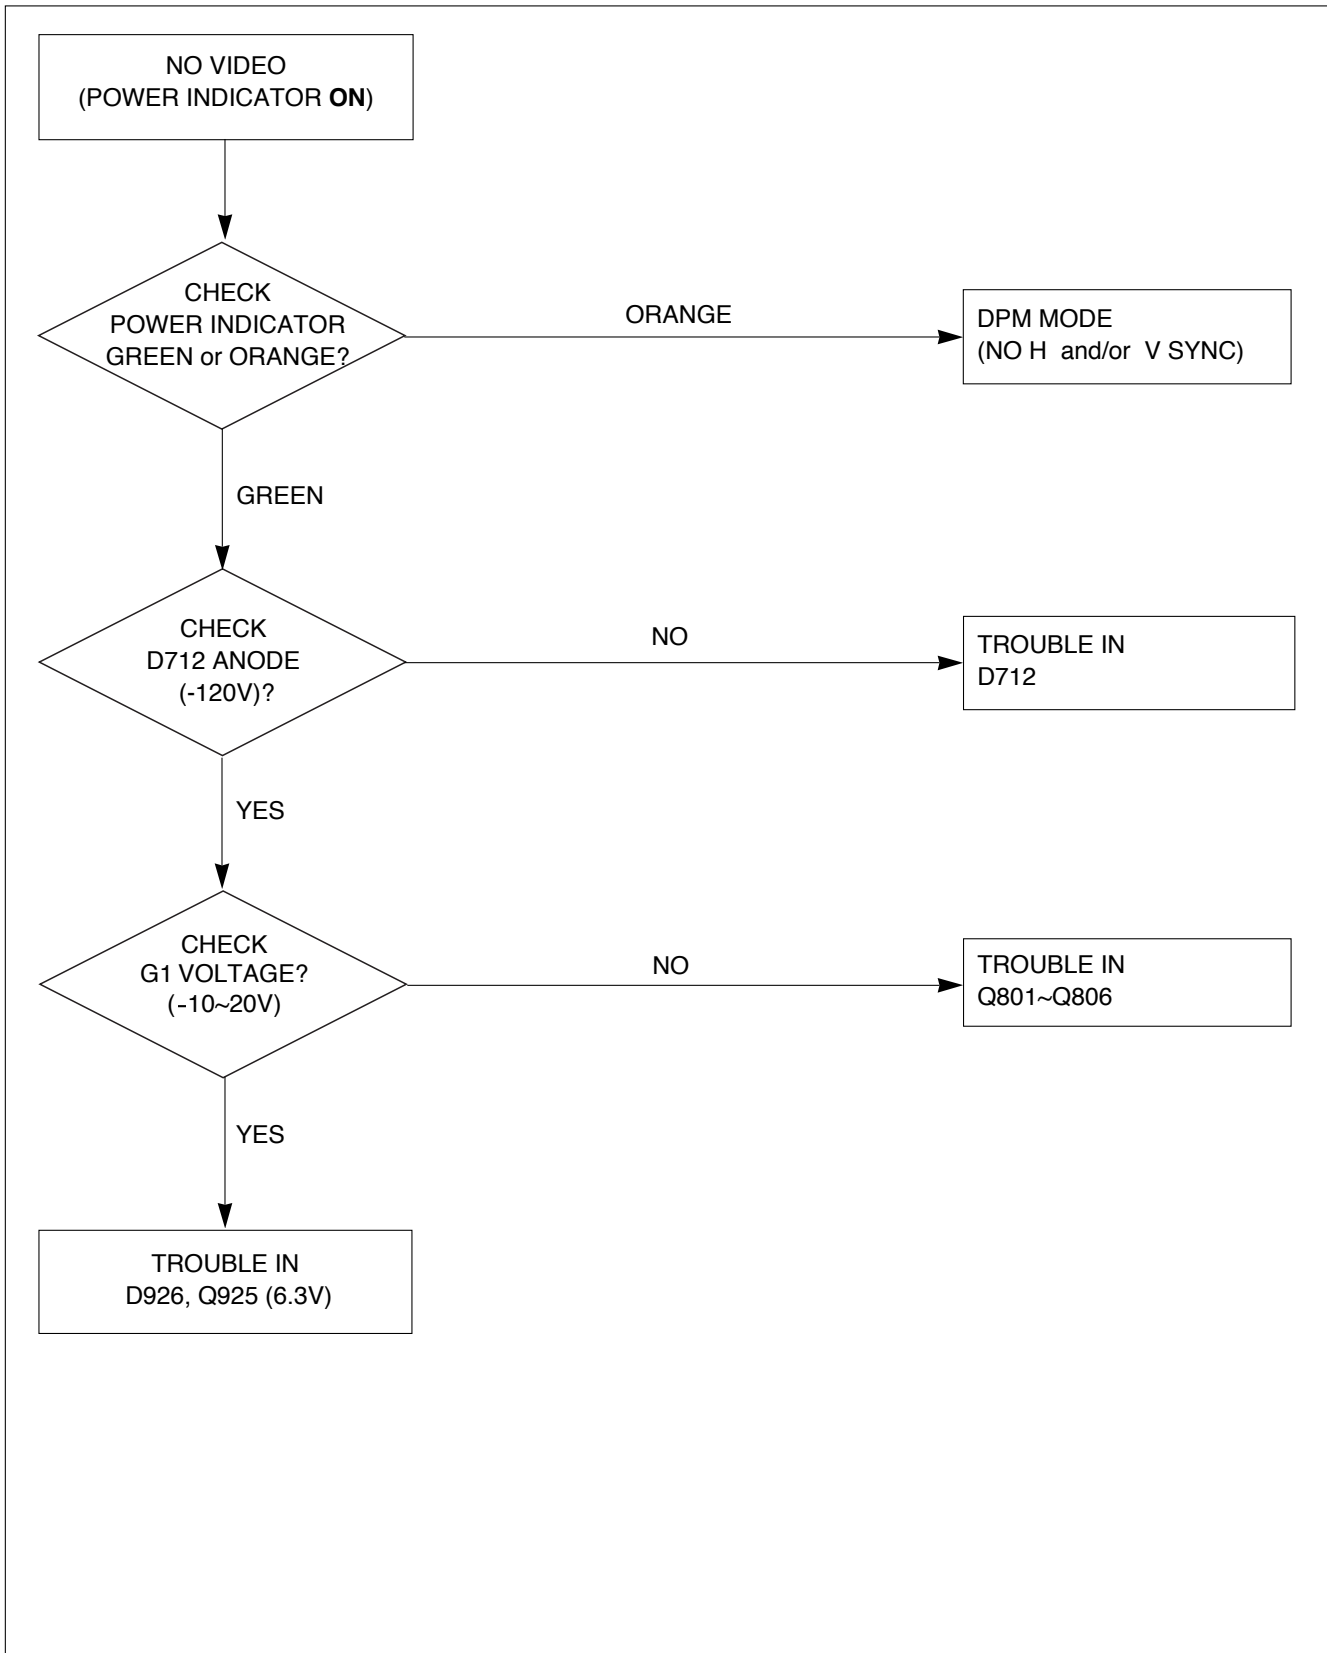 NO VIDEO
(POWER INDICATOR ON)
CHECK
POWER INDICATOR
GREEN or ORANGE?
ORANGE
DPM MODE
(NO H and/or V SYNC)
GREEN
CHECK
D712 ANODE
(-120V)?
NO
TROUBLE IN
D712
YES
CHECK
G1 VOLTAGE?
(-10~20V)
NO
TROUBLE IN
Q801~Q806
YES
TROUBLE IN
D926, Q925 (6.3V)